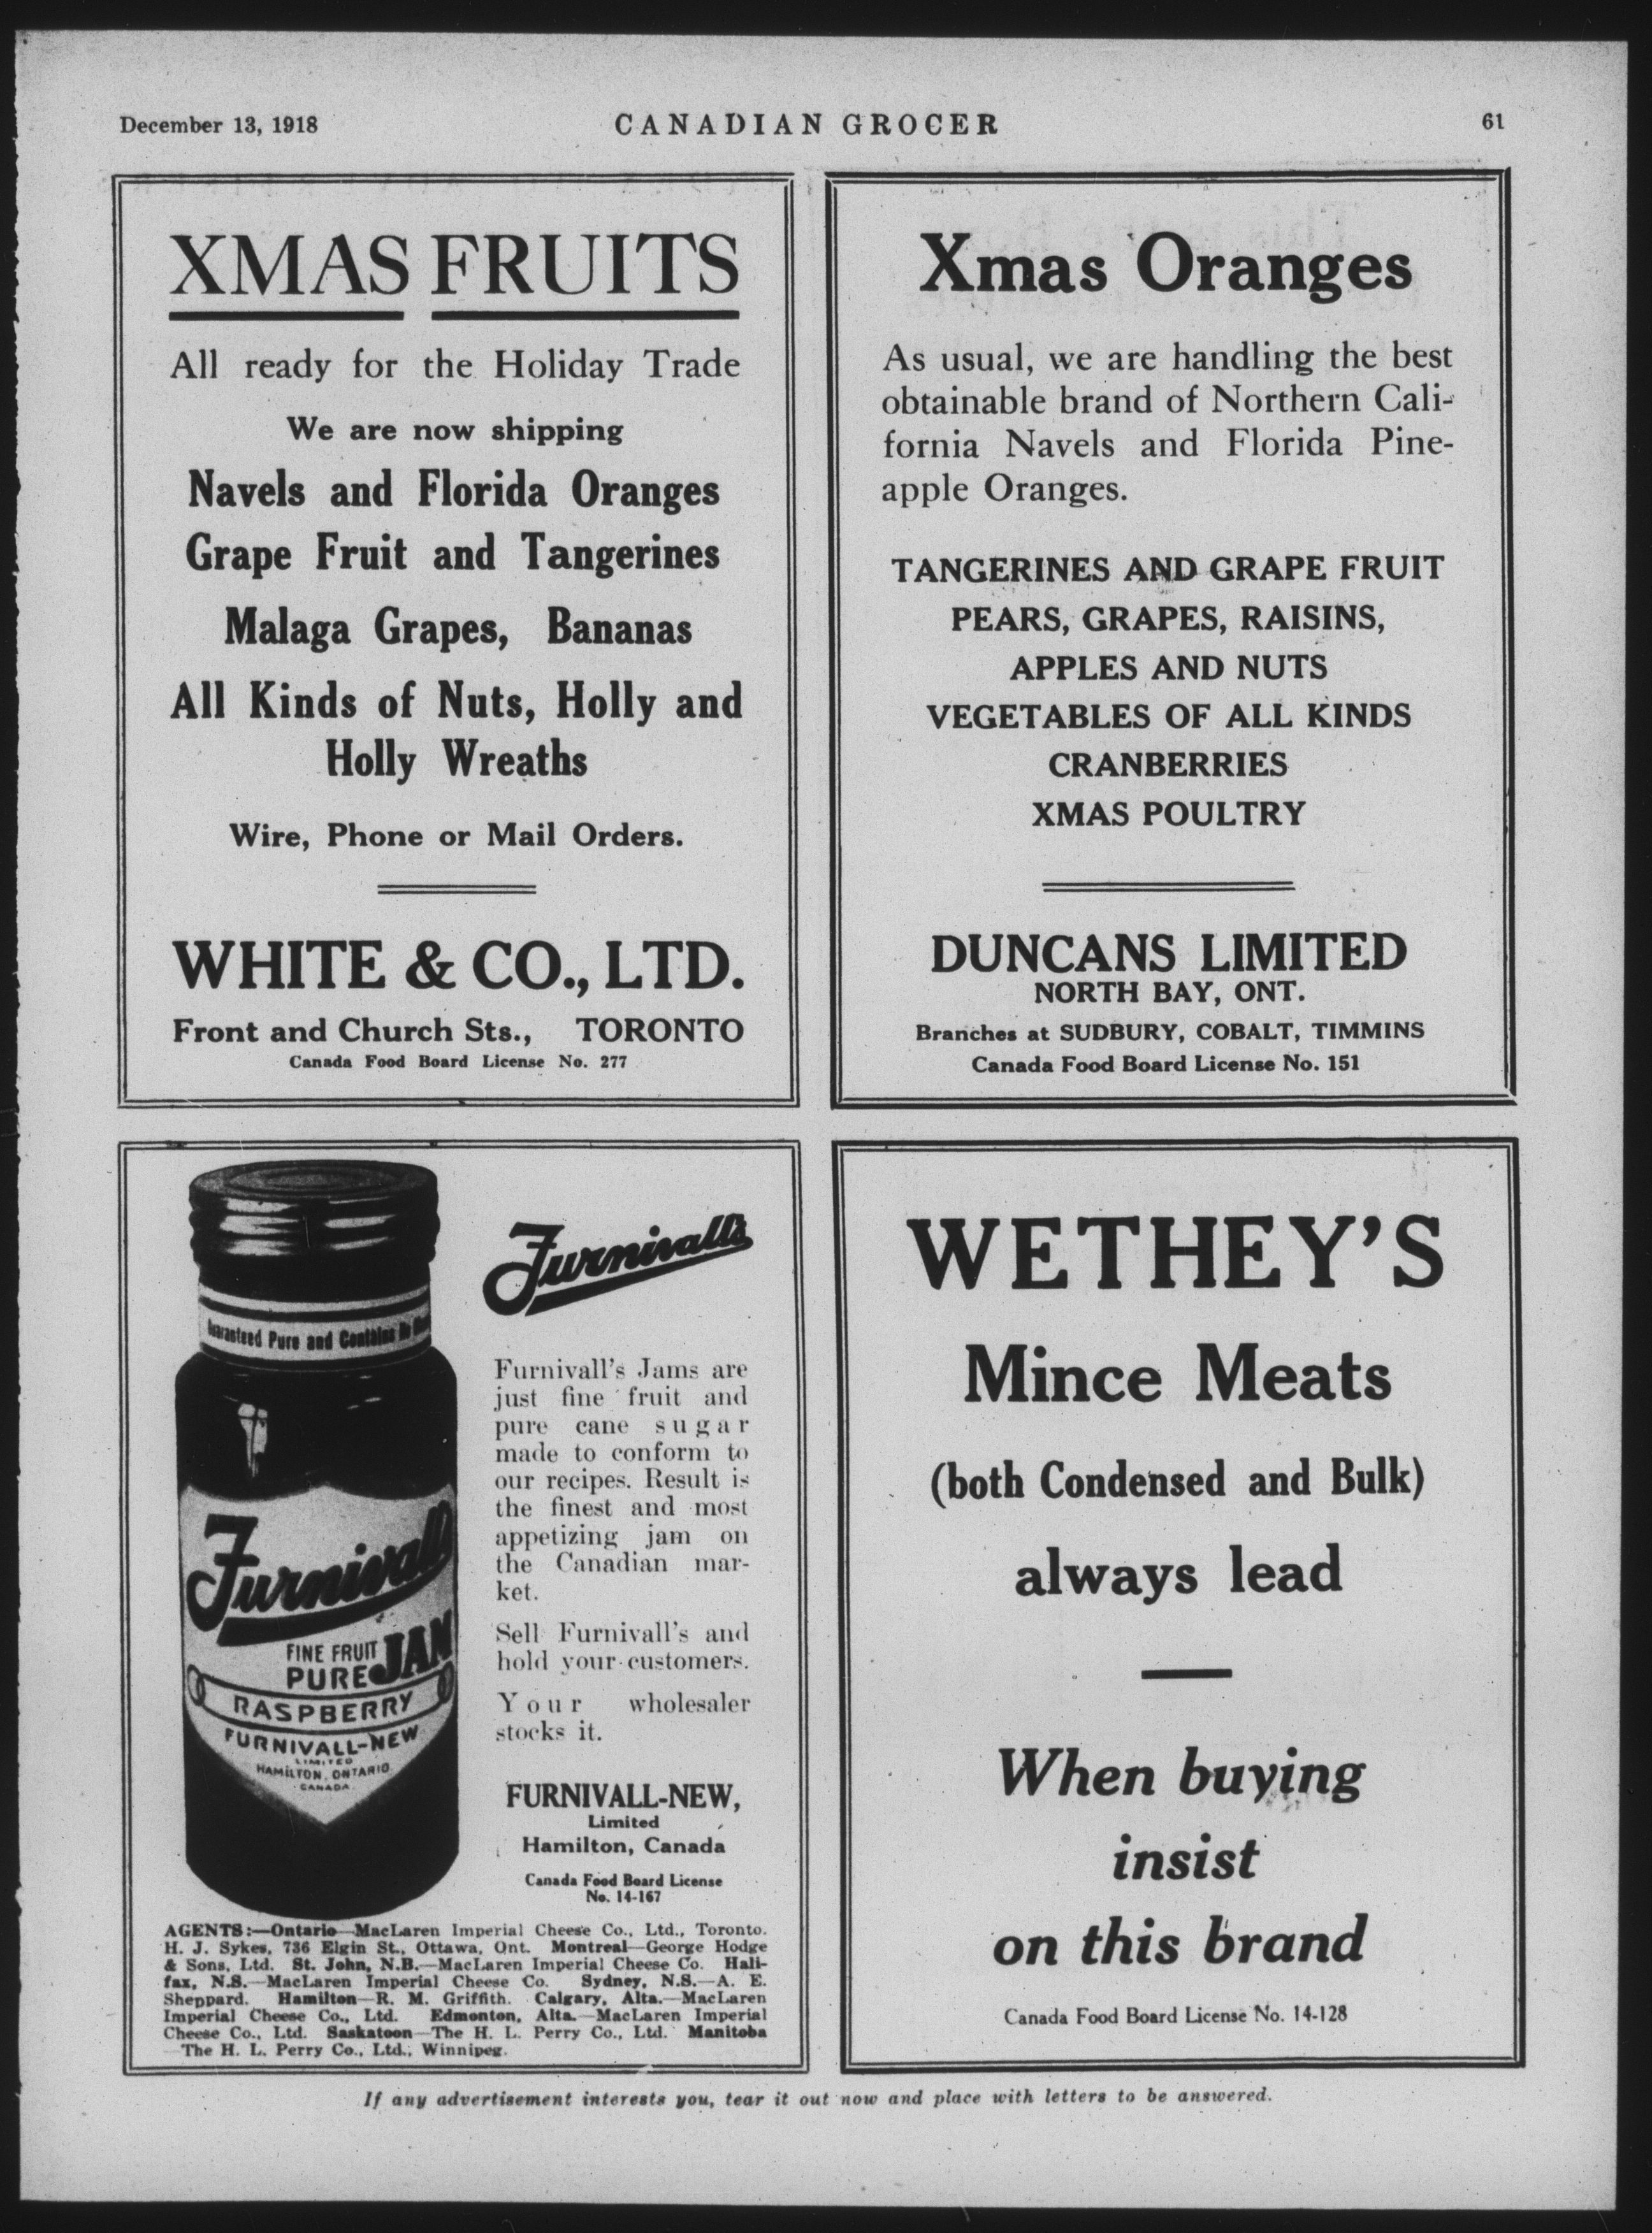 December 13, 1918
CANADIAN GROCER
61
XMAS FRUITS
All ready for the Holiday Trade
We are now shipping
Navels and Florida Oranges
Grape Fruit and Tangerines
Malaga Grapes, Bananas
All Kinds of Nuts, Holly and
Holly Wreaths
Wire, Phone or Mail Orders.
WHITE & CO., LTD.
Front and Church Sts., TORONTO
Canada Food Board License No. 277
Xmas Oranges
As usual, we are handling the best
obtainable brand of Northern Cali-
fornia Navels and Florida Pine-
apple Oranges.
TANGERINES AND GRAPE FRUIT
PEARS, GRAPES, RAISINS,
APPLES AND NUTS
VEGETABLES OF ALL KINDS
CRANBERRIES
XMAS POULTRY
DUNCANS LIMITED
NORTH BAY, ONT.
Branches at SUDBURY, COBALT, TIMMINS
Canada Food Board License No. 151
Guaranteed Pure and Contains No
Furnivall
FINE FRUIT
PURE JAM
RASPBERRY
FURNIVALL-NEW
LIMITED
HAMILTON, ONTARIO
CANADA
Furnivall's
Furnivall's Jams are
just fine fruit and
pure cane sugar
made to conform to
our recipes. Result is
the finest and most
appetizing jam on
the Canadian mar-
ket.
Sell Furnivall's and
hold your customers.
Your wholesaler
stocks it.
FURNIVALL-NEW,
Limited
Hamilton, Canada
Canada Food Board License
No. 14-167
AGENTS:—Ontario—MacLaren Imperial Cheese Co., Ltd., Toronto.
H. J. Sykes, 736 Elgin St., Ottawa, Ont. Montreal—George Hodge
& Sons, Ltd. St. John, N.B.—MacLaren Imperial Cheese Co. Hali-
fax, N.S.—MacLaren Imperial Cheese Co. Sydney, N.S.—A. E.
Sheppard. Hamilton—R. M. Griffith. Calgary, Alta.—MacLaren
Imperial Cheese Co., Ltd. Edmonton, Alta.—MacLaren Imperial
Cheese Co., Ltd. Saskatoon—The H. L. Perry Co., Ltd. Manitoba
—The H. L. Perry Co., Ltd., Winnipeg.
WETHEY'S
Mince Meats
(both Condensed and Bulk)
always lead
When buying
insist
on this brand
Canada Food Board License No. 14-128
If any advertisement interests you, tear it out now and place with letters to be answered.